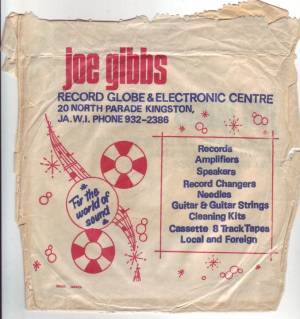 joe gibbs
RECORD GLOBE & ELECTRONIC CENTRE
20 NORTH PARADE KINGSTON,
JA. W.I. PHONE 932-2386
For the
world of
sound
Records
Amplifiers
Speakers
Record Changers
Needles
Guitar & Guitar Strings
Cleaning Kits
Cassette 8 Track Tapes
Local and Foreign